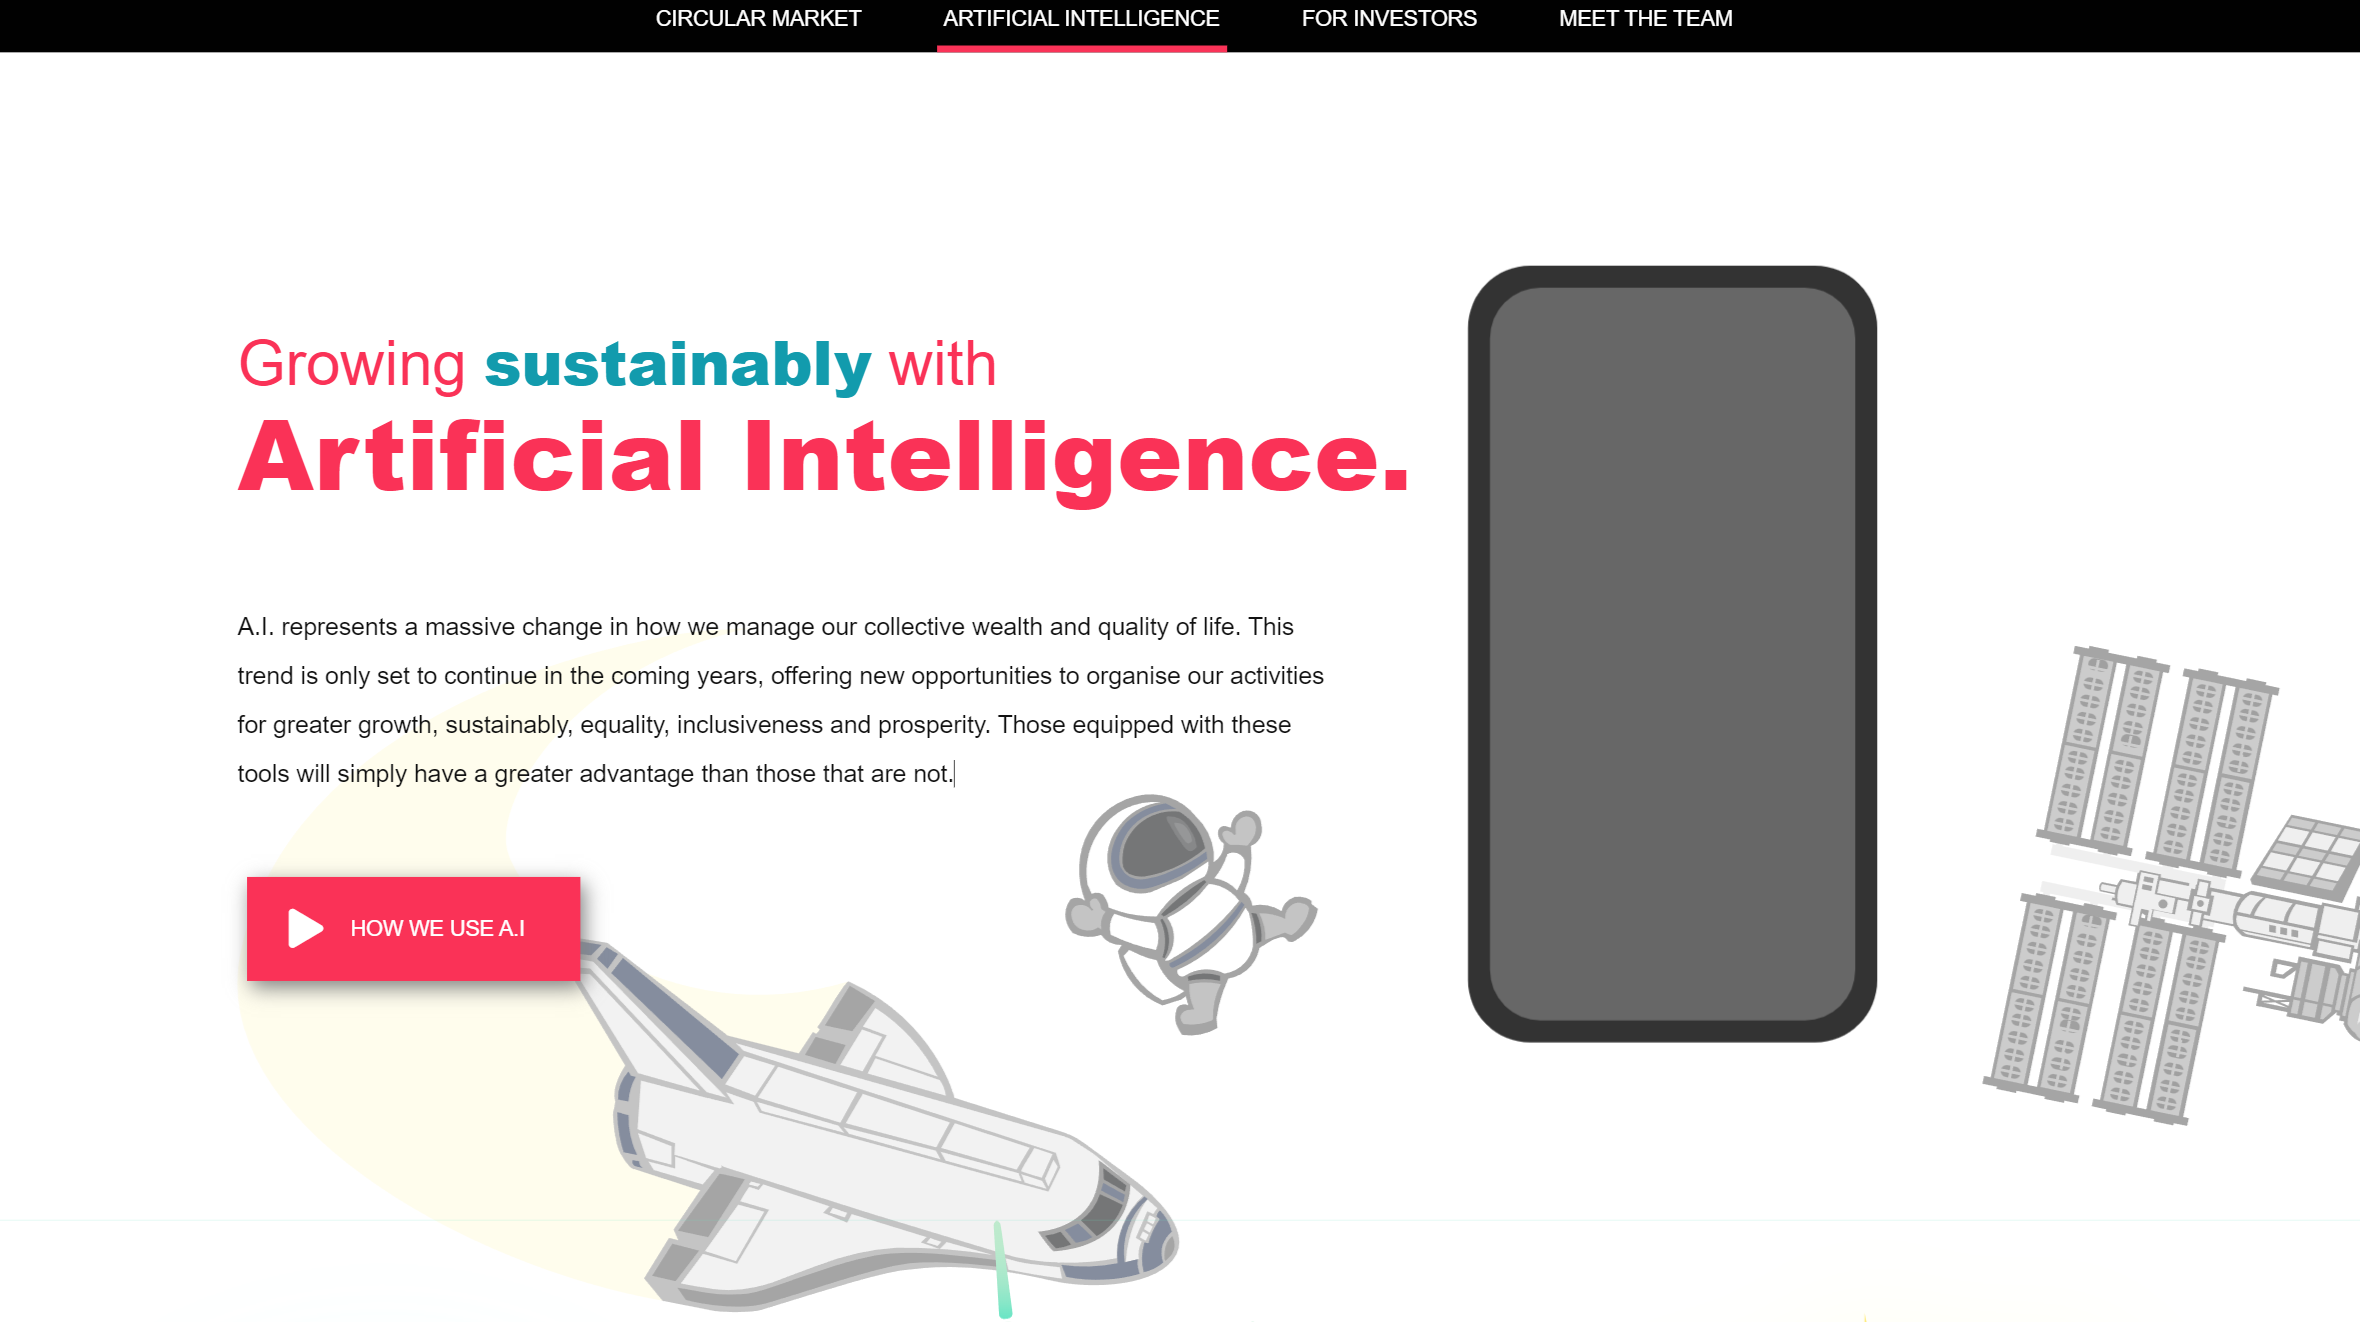 CIRCULAR MARKET ARTIFICIAL INTELLIGENCE FOR INVESTORS MEET THE TEAM
Growing sustainably with
Artificial Intelligence.
A.I. represents a massive change in how we manage our collective wealth and quality of life. This
trend is only set to continue in the coming years, offering new opportunities to organise our activities
for greater growth, sustainably, equality, inclusiveness and prosperity. Those equipped with these
tools will simply have a greater advantage than those that are not.
HOW WE USE A.I